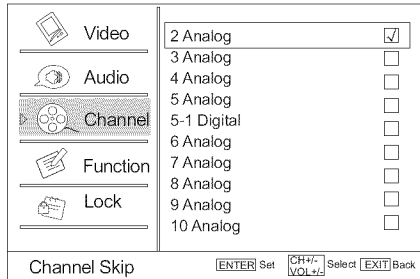 Video
Audio
Channel
Function
Lock
2 Analog
3 Analog
4 Analog
5 Analog
5-1 Digital
6 Analog
7 Analog
8 Analog
9 Analog
10 Analog
Channel Skip
ENTER Set CH+/- VOL+/- Select EXIT Back